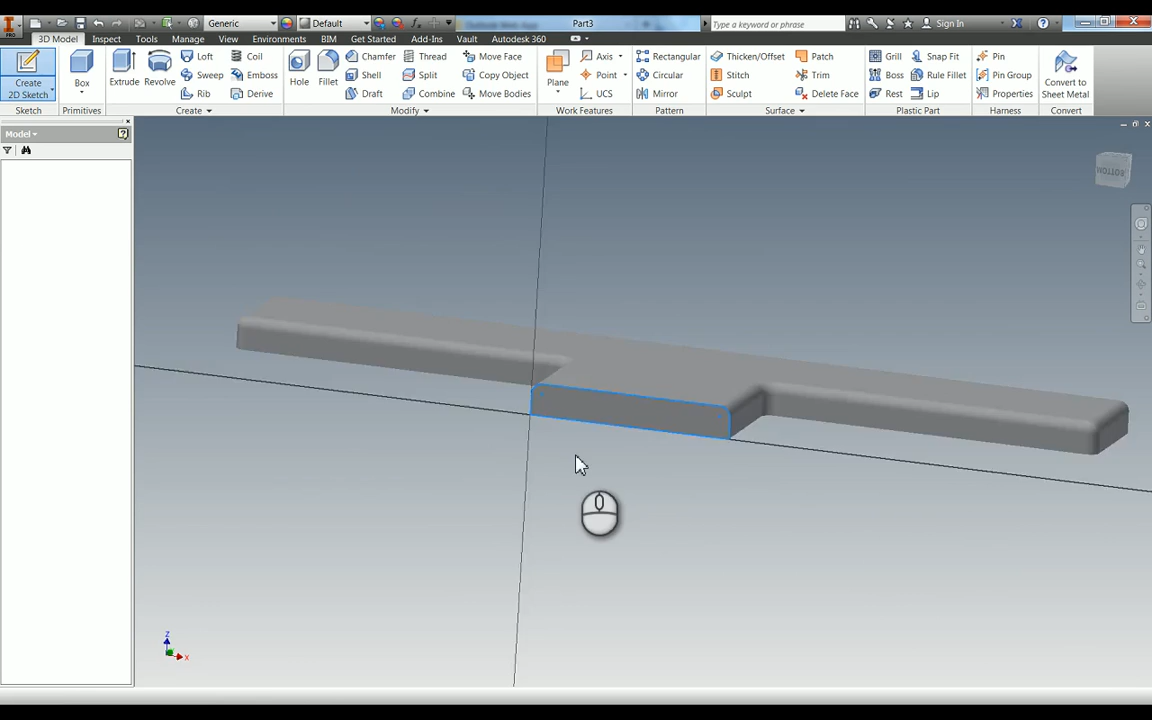 Generic
Default
Part3
Type a keyword or phrase
Sign In
PRO
3D Model Inspect Tools Manage View Environments BIM Get Started Add-Ins Vault Autodesk 360
Create 2D Sketch
Sketch
Box
Primitives
Extrude Revolve
Loft Coil
Sweep Emboss
Rib Derive
Create
Hole Fillet
Chamfer Thread Move Face
Shell Split Copy Object
Draft Combine Move Bodies
Modify
Plane
Axis
Point
UCS
Work Features
Rectangular
Circular
Mirror
Pattern
Thicken/Offset Patch
Stitch Trim
Sculpt Delete Face
Surface
Grill Snap Fit
Boss Rule Fillet
Rest Lip
Plastic Part
Pin
Pin Group
Properties
Harness
Convert to Sheet Metal
Convert
Model
BOTTOM
Z
X